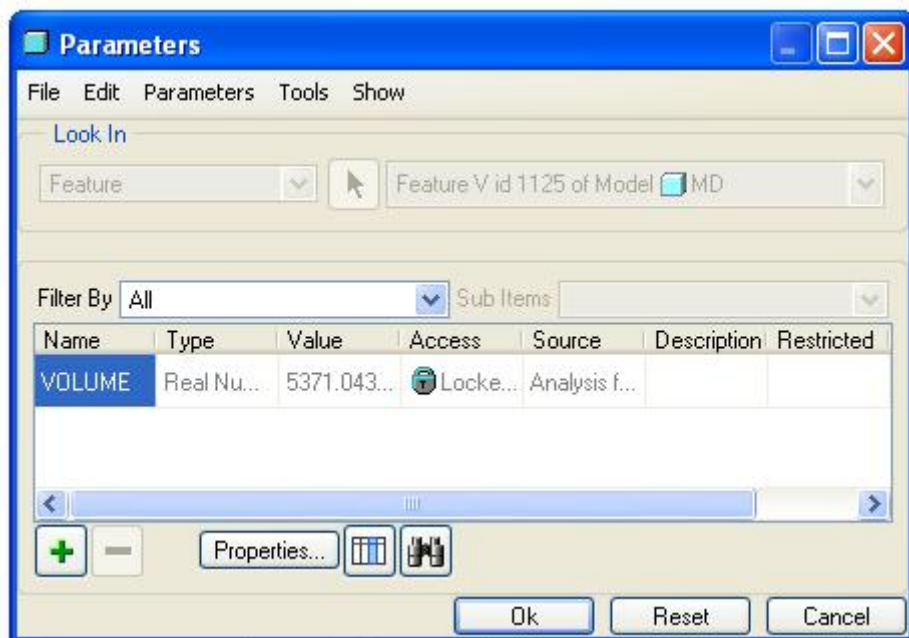 Parameters
File Edit Parameters Tools Show
Look In
Feature Feature V id 1125 of Model MD
Filter By All Sub Items
Name Type Value Access Source Description Restricted
VOLUME Real Nu... 5371.043... Locke... Analysis f...
Properties...
Ok Reset Cancel